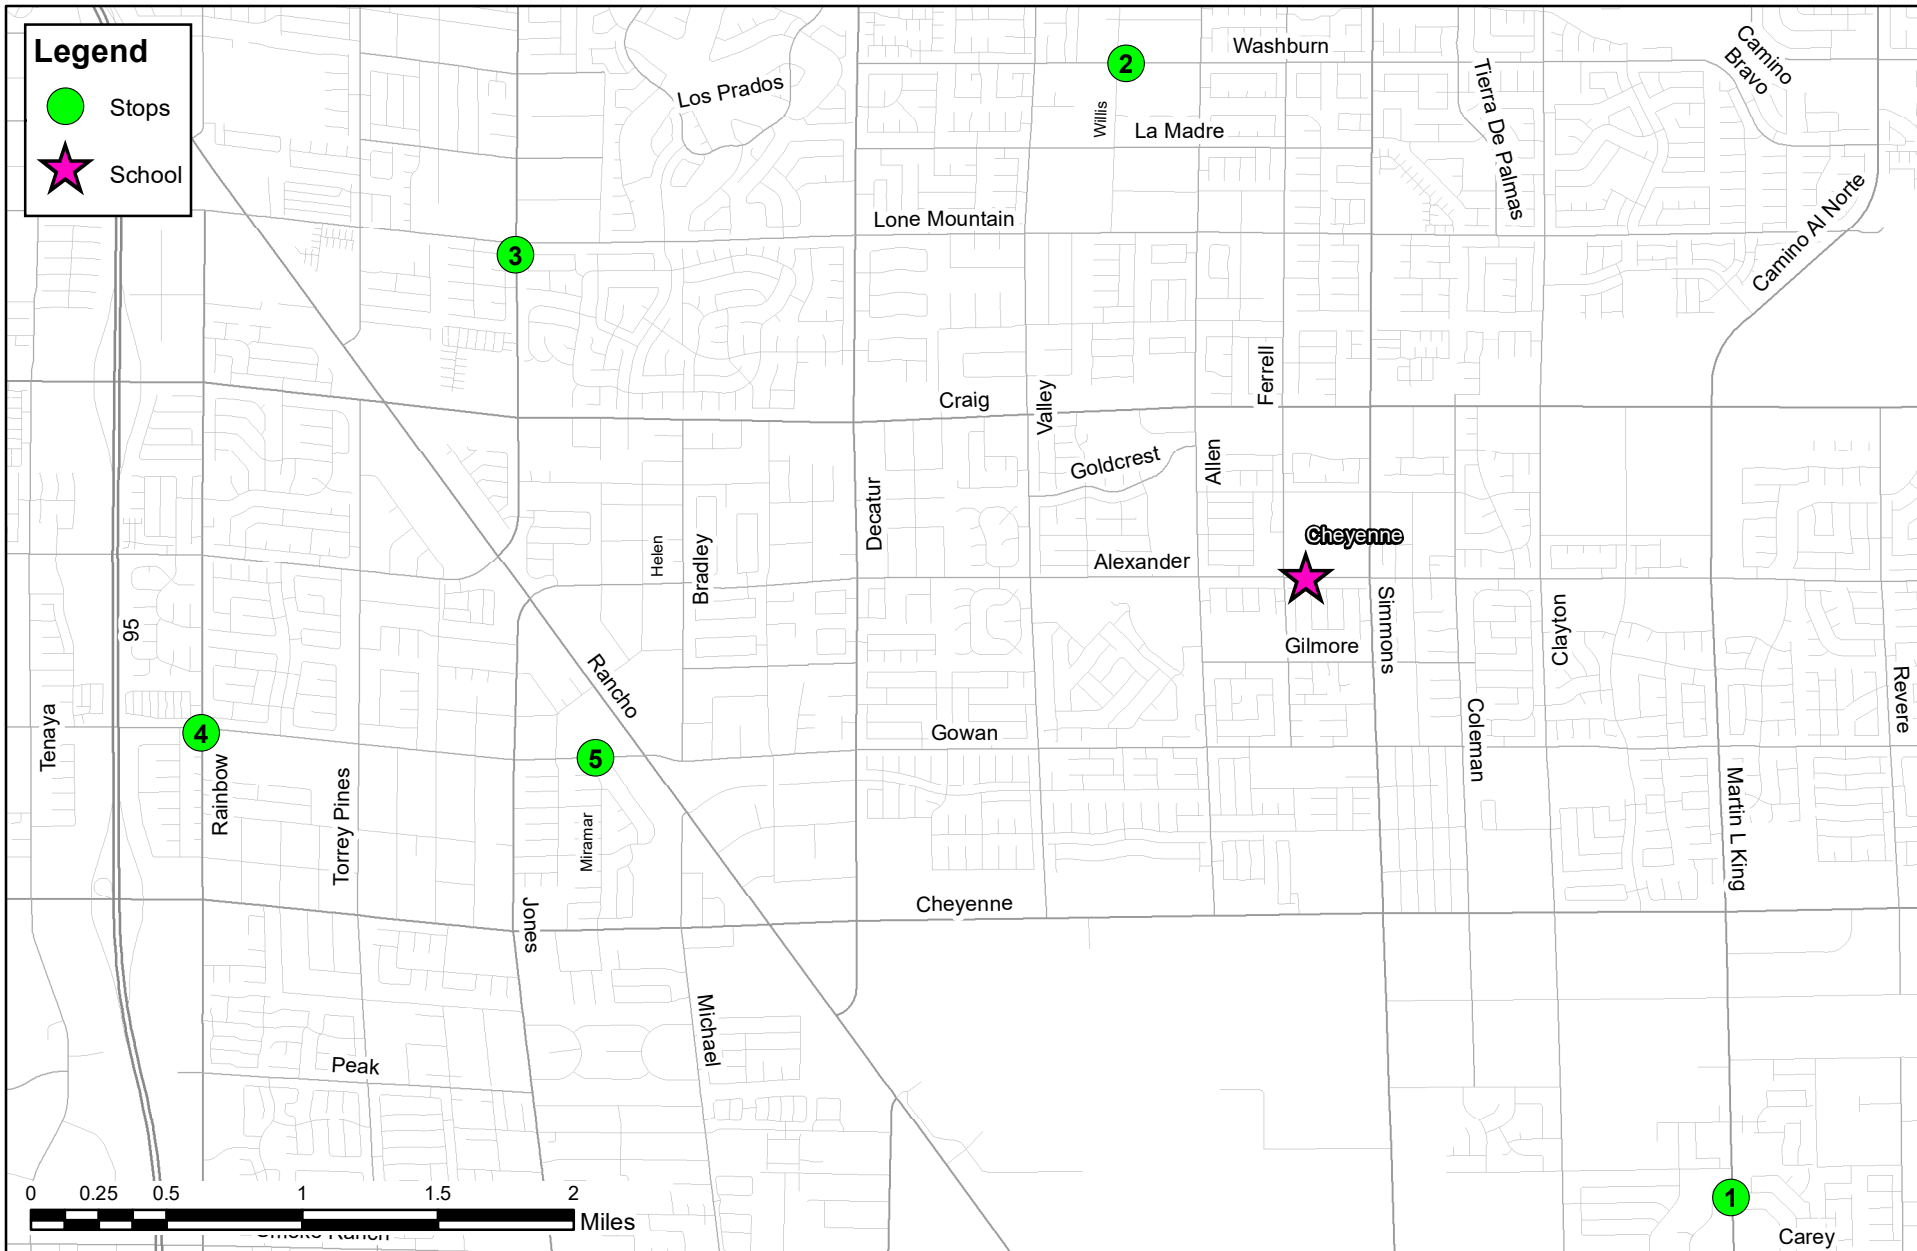 Legend
Stops
School
Washburn
2
Camino
Bravo
Los Prados
Willis
La Madre
Tierra De Palmas
Lone Mountain
Camino Al Norte
3
Ferrell
Craig
Valley
Goldcrest
Allen
Decatur
Helen
Bradley
Alexander
Cheyenne
95
Simmons
Clayton
Gilmore
Rancho
Tenaya
4
Gowan
Coleman
Revere
5
Rainbow
Torrey Pines
Miramar
Martin L King
Jones
Cheyenne
Michael
Peak
0 0.25 0.5 1 1.5 2
Miles
1
Smoke Ranch
Carey